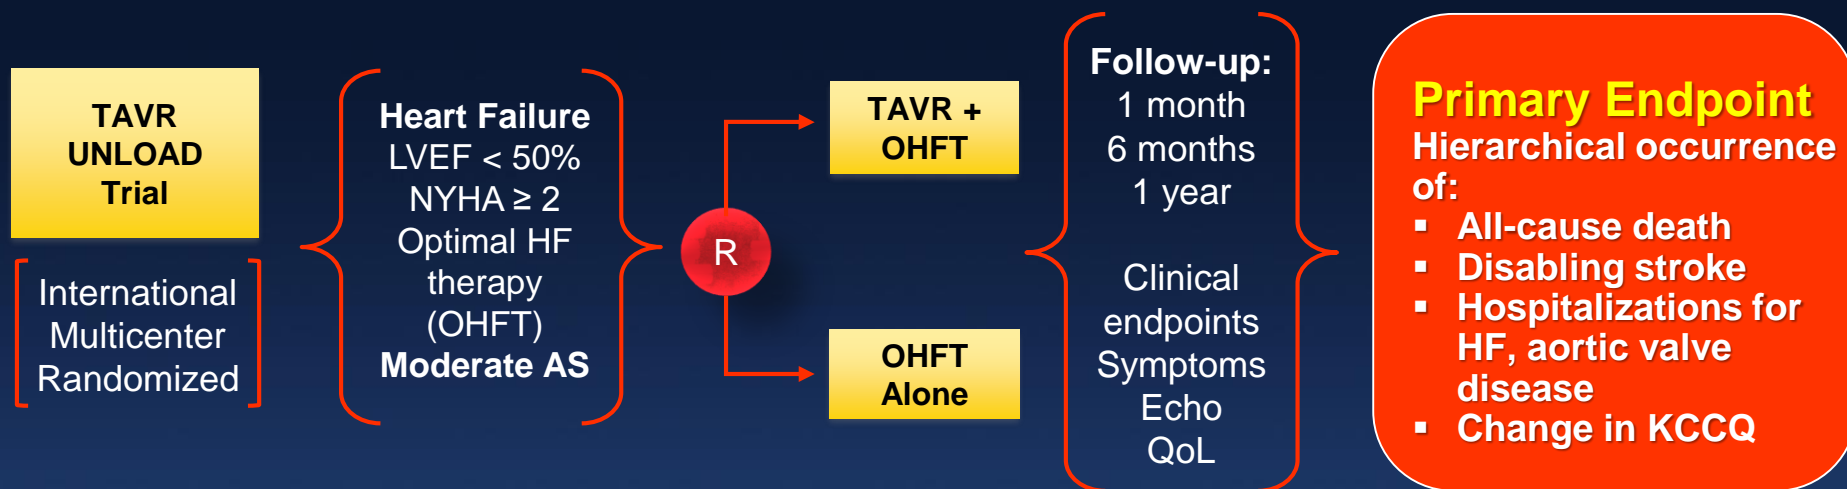 TAVR
UNLOAD
Trial
International
Multicenter
Randomized
Heart Failure
LVEF < 50%
NYHA ≥ 2
Optimal HF
therapy
(OHFT)
Moderate AS
R
TAVR +
OHFT
OHFT
Alone
Follow-up:
1 month
6 months
1 year
Clinical
endpoints
Symptoms
Echo
QoL
Primary Endpoint
Hierarchical occurrence
of:
▪ All-cause death
▪ Disabling stroke
▪ Hospitalizations for
HF, aortic valve
disease
▪ Change in KCCQ